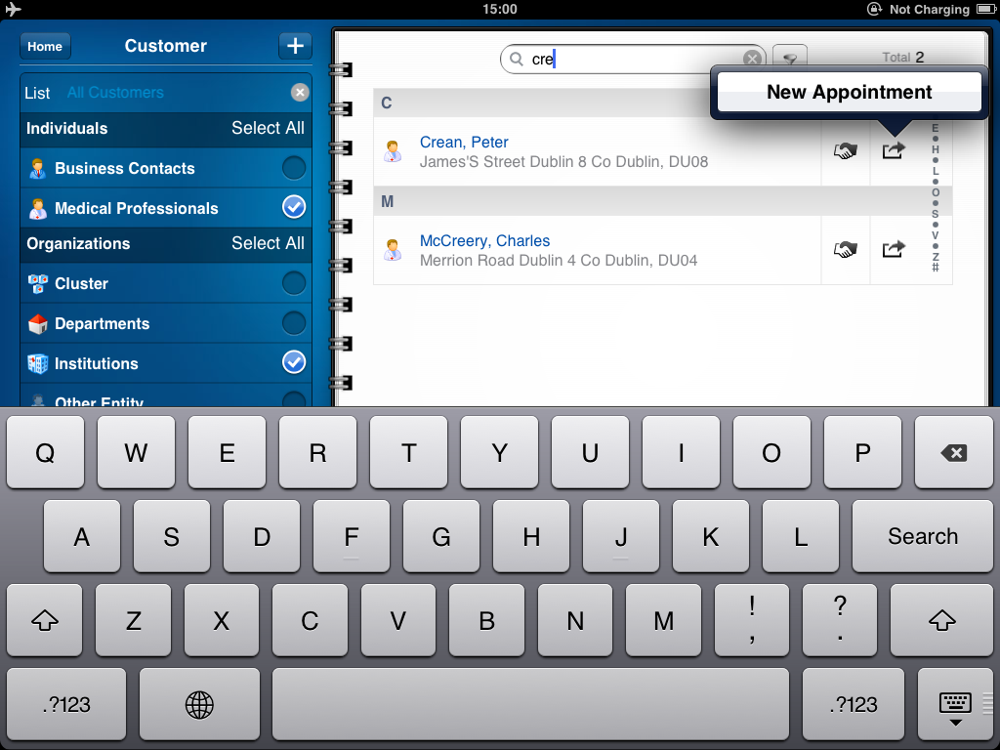 15:00
Not Charging
Home
Customer
+
List All Customers
Individuals Select All
Business Contacts
Medical Professionals
Organizations Select All
Cluster
Departments
Institutions
Other Entity
cre
Total 2
New Appointment
C
Crean, Peter
James'S Street Dublin 8 Co Dublin, DU08
M
McCreery, Charles
Merrion Road Dublin 4 Co Dublin, DU04
E
H
L
O
S
V
Z
#
Q W E R T Y U I O P
A S D F G H J K L Search
Z X C V B N M ! , ? .
.?123 .?123